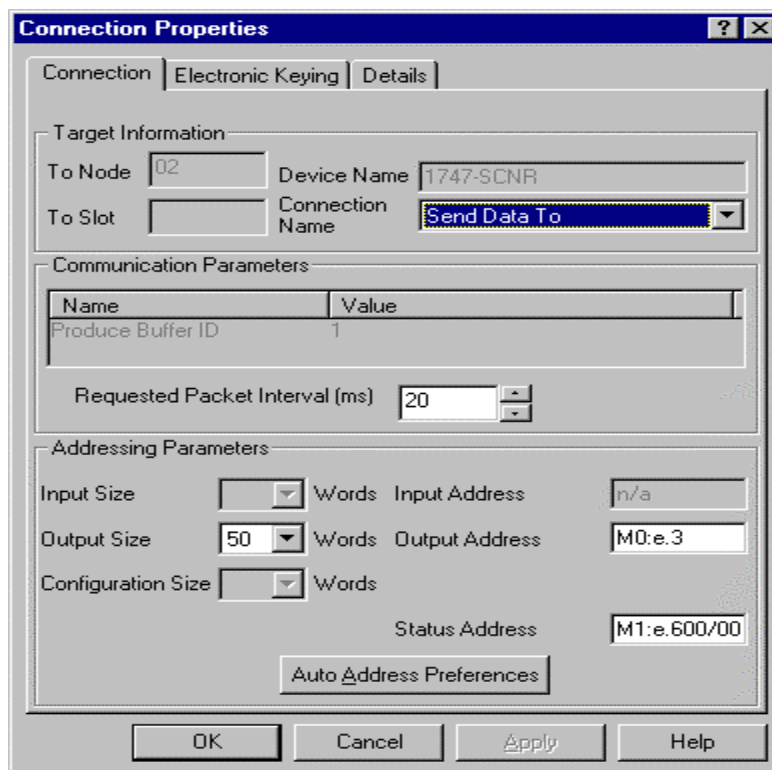 Connection Properties
Connection Electronic Keying Details
Target Information
To Node 02 Device Name 1747-SCNR
To Slot Connection Name Send Data To
Communication Parameters
Name Value
Produce Buffer ID 1
Requested Packet Interval (ms) 20
Addressing Parameters
Input Size Words Input Address n/a
Output Size 50 Words Output Address M0:e.3
Configuration Size Words
Status Address M1:e.600/00
Auto Address Preferences
OK Cancel Apply Help